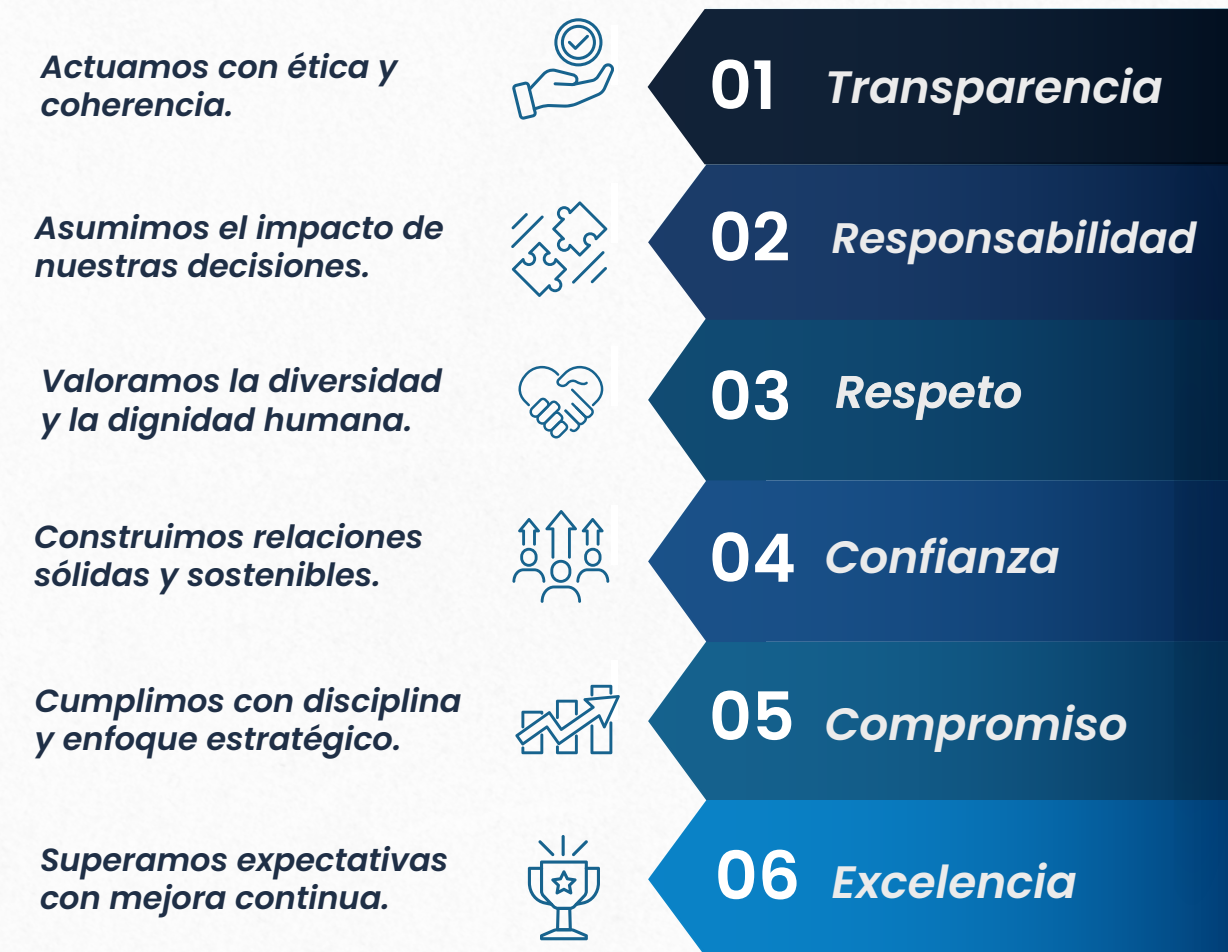 Actuamos con ética y
coherencia.
01
Transparencia
Asumimos el impacto de
nuestras decisiones.
02
Responsabilidad
Valoramos la diversidad
y la dignidad humana.
03
Respeto
Construimos relaciones
sólidas y sostenibles.
04
Confianza
Cumplimos con disciplina
y enfoque estratégico.
05
Compromiso
Superamos expectativas
con mejora continua.
06
Excelencia